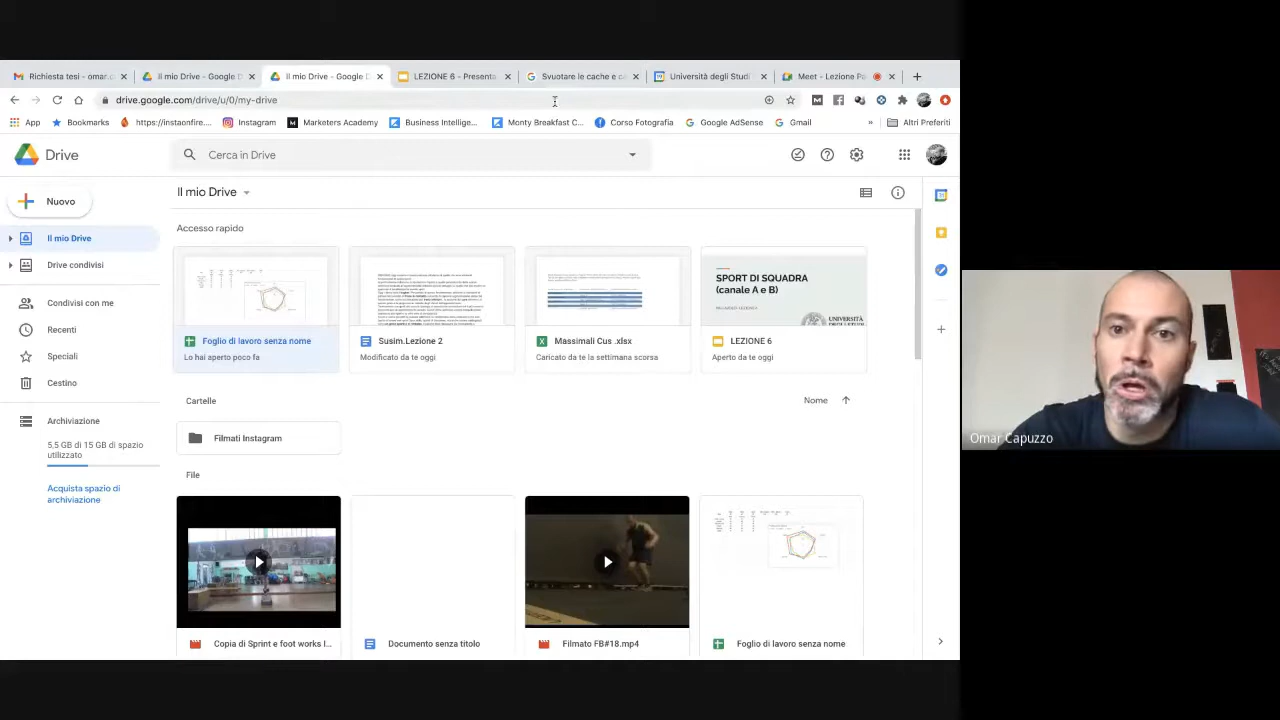 Richiesta tesi - omar.c
Il mio Drive - Google D
Il mio Drive - Google D
LEZIONE 6 - Presenta
Svuotare le cache e c
Università degli Studi
Meet - Lezione Pa
drive.google.com/drive/u/0/my-drive
App
Bookmarks
https://instaonfire....
Instagram
Marketers Academy
Business Intellige...
Monty Breakfast C...
Corso Fotografia
Google AdSense
Gmail
»
Altri Preferiti
Drive
Cerca in Drive
Nuovo
Il mio Drive
Il mio Drive
Drive condivisi
Condivisi con me
Recenti
Speciali
Cestino
Archiviazione
5,5 GB di 15 GB di spazio
utilizzato
Acquista spazio di
archiviazione
Accesso rapido
Foglio di lavoro senza nome
Lo hai aperto poco fa
Susim.Lezione 2
Modificato da te oggi
Massimali Cus .xlsx
Caricato da te la settimana scorsa
SPORT DI SQUADRA
(canale A e B)
UNIVERSITÀ
LEZIONE 6
Aperto da te oggi
Cartelle
Nome
Filmati Instagram
File
Copia di Sprint e foot works I...
Documento senza titolo
Filmato FB#18.mp4
Foglio di lavoro senza nome
Omar Capuzzo